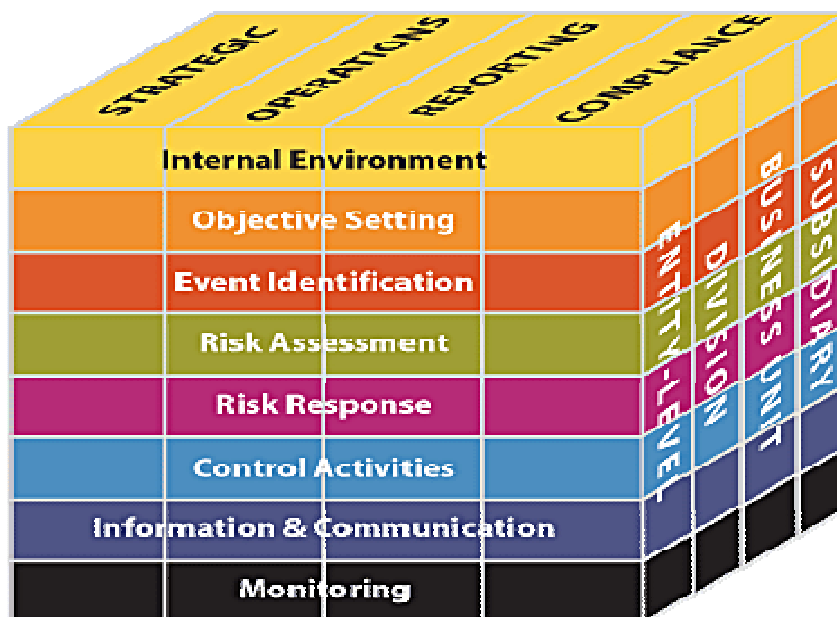 STRATEGIC
OPERATIONS
REPORTING
COMPLIANCE
Internal Environment
Objective Setting
Event Identification
Risk Assessment
Risk Response
Control Activities
Information & Communication
Monitoring
ENTITY-LEVEL
DIVISION
BUSINESS UNIT
SUBSIDIARY